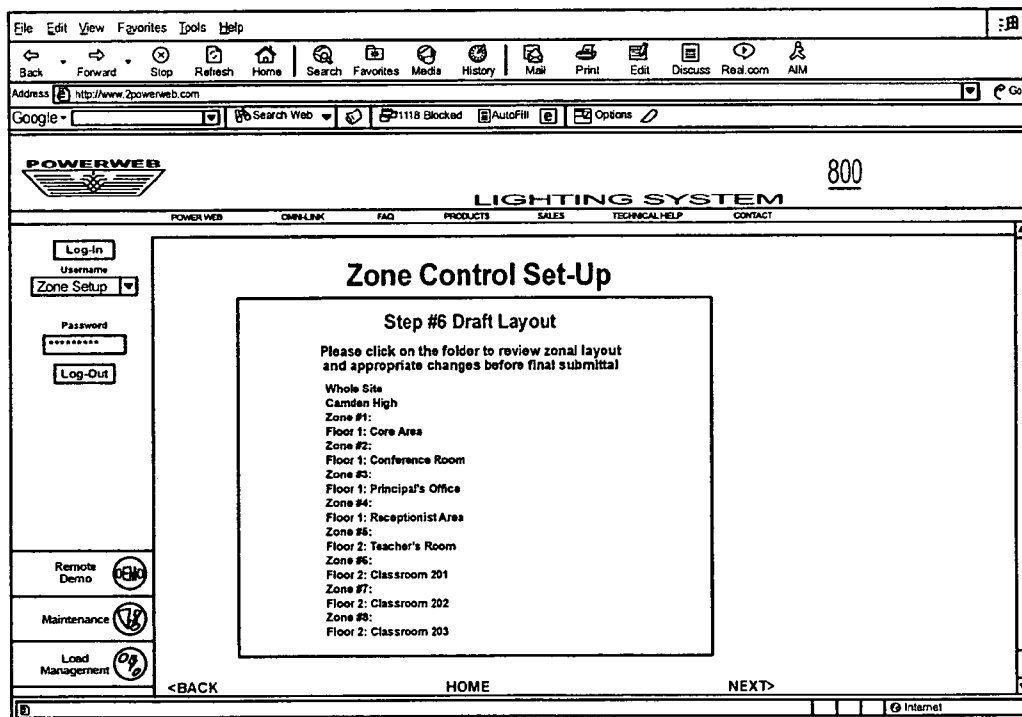 File Edit View Favorites Tools Help
Back Forward Stop Refresh Home Search Favorites Media History Mail Print Edit Discuss Real.com AIM
Address http://www.2powerweb.com Go
Google Search Web 1118 Blocked AutoFill Options
POWERWEB
800
LIGHTING SYSTEM
POWER WEB OMNI-LINK FAQ PRODUCTS SALES TECHNICAL HELP CONTACT
Log-In
Username
Zone Setup
Password
*********
Log-Out
Zone Control Set-Up
Step #6 Draft Layout
Please click on the folder to review zonal layout
and appropriate changes before final submittal
Whole Site
Camden High
Zone #1:
Floor 1: Core Area
Zone #2:
Floor 1: Conference Room
Zone #3:
Floor 1: Principal's Office
Zone #4:
Floor 1: Receptionist Area
Zone #5:
Floor 2: Teacher's Room
Zone #6:
Floor 2: Classroom 201
Zone #7:
Floor 2: Classroom 202
Zone #8:
Floor 2: Classroom 203
Remote
Demo
DEMO
Maintenance
Load
Management
<BACK HOME NEXT>
Internet